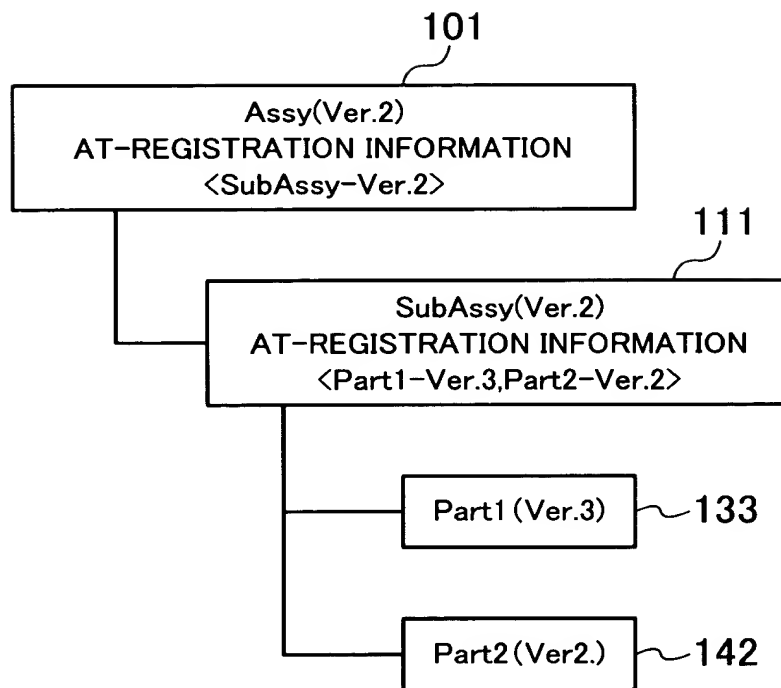 101
Assy(Ver.2)
AT-REGISTRATION INFORMATION
<SubAssy-Ver.2>
111
SubAssy(Ver.2)
AT-REGISTRATION INFORMATION
<Part1-Ver.3,Part2-Ver.2>
Part1(Ver.3) 133
Part2(Ver2.) 142